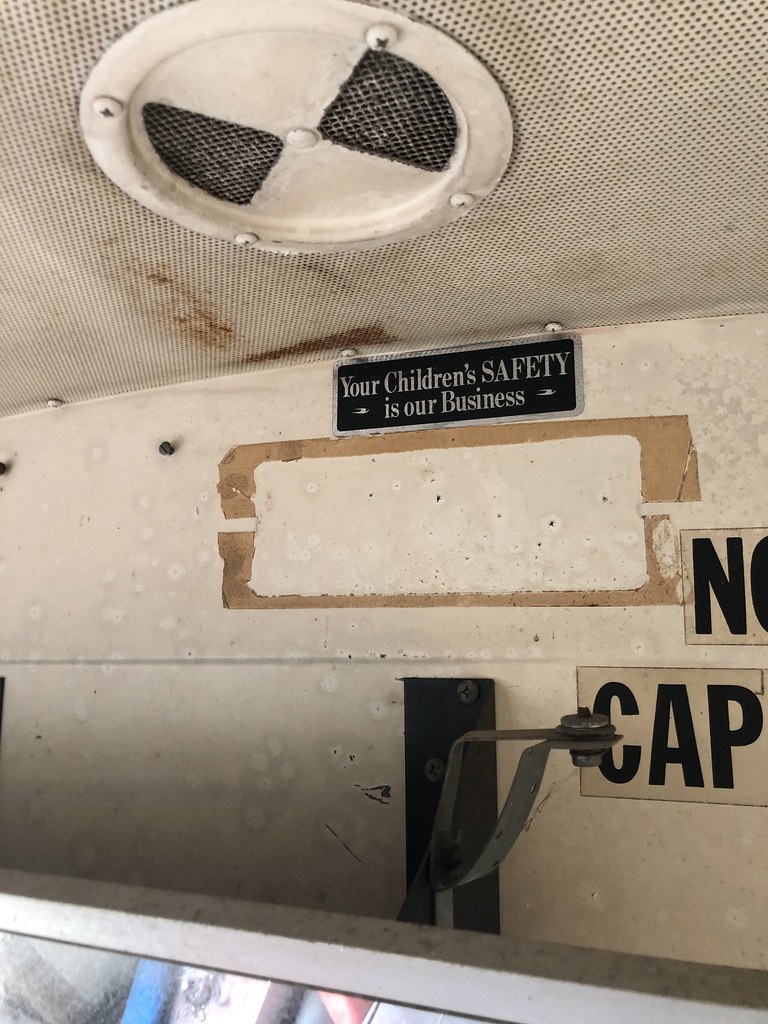 Your Children's SAFETY
is our Business
NO
CAP